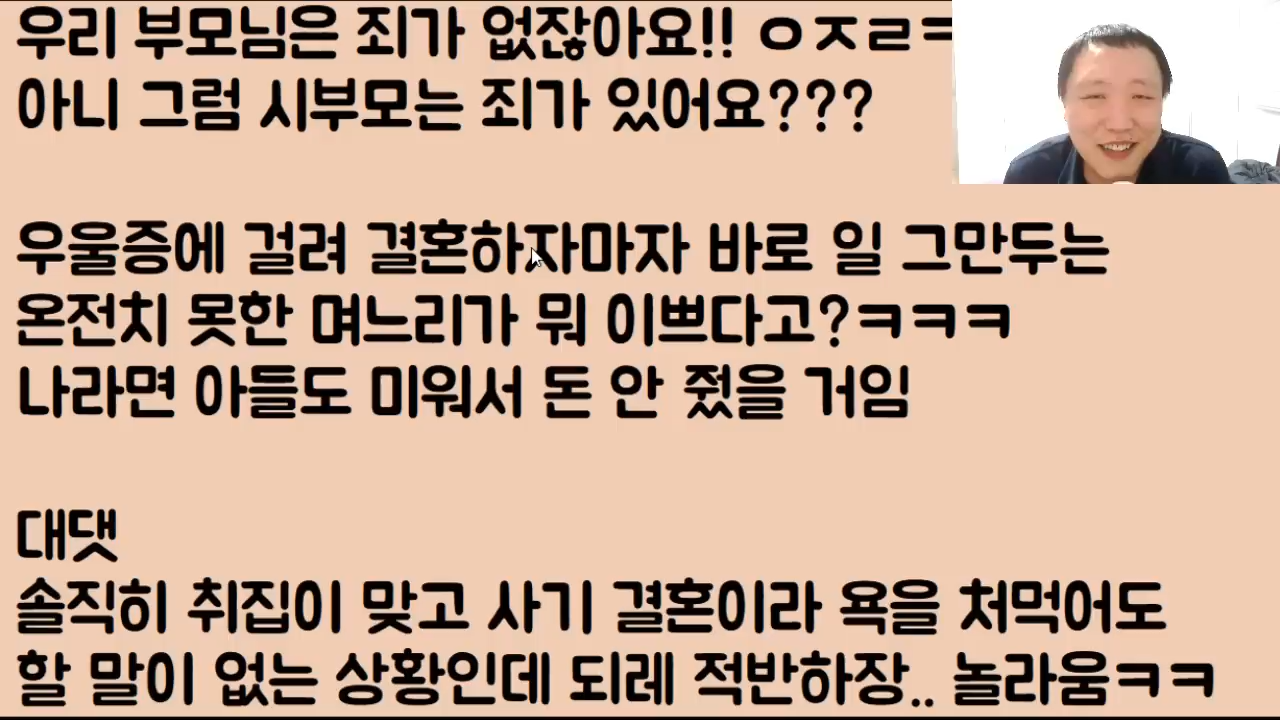 우리 부모님은 죄가 없잖아요!! ㅇㅈㄹㅋ
아니 그럼 시부모는 죄가 있어요???
우울증에 걸려 결혼하자마자 바로 일 그만두는
온전치 못한 며느리가 뭐 이쁘다고?ㅋㅋㅋ
나라면 아들도 미워서 돈 안 줬을 거임
대댓
솔직히 취집이 맞고 사기 결혼이라 욕을 처먹어도
할 말이 없는 상황인데 되레 적반하장.. 놀라움ㅋㅋ